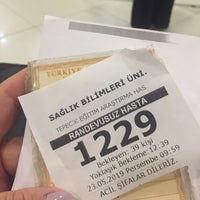 TÜRKİYE
SAĞLIK BİLİMLERİ ÜNİ.
TEPECİK EĞİTİM ARAŞTIRMA HAS.
RANDEVUSUZ HASTA
1229
Bekleyen: 39 kişi
Yaklaşık Bekleme: 12:39
23.05.2019 Perşembe 09:59
ACİL ŞİFALAR DİLERİZ.